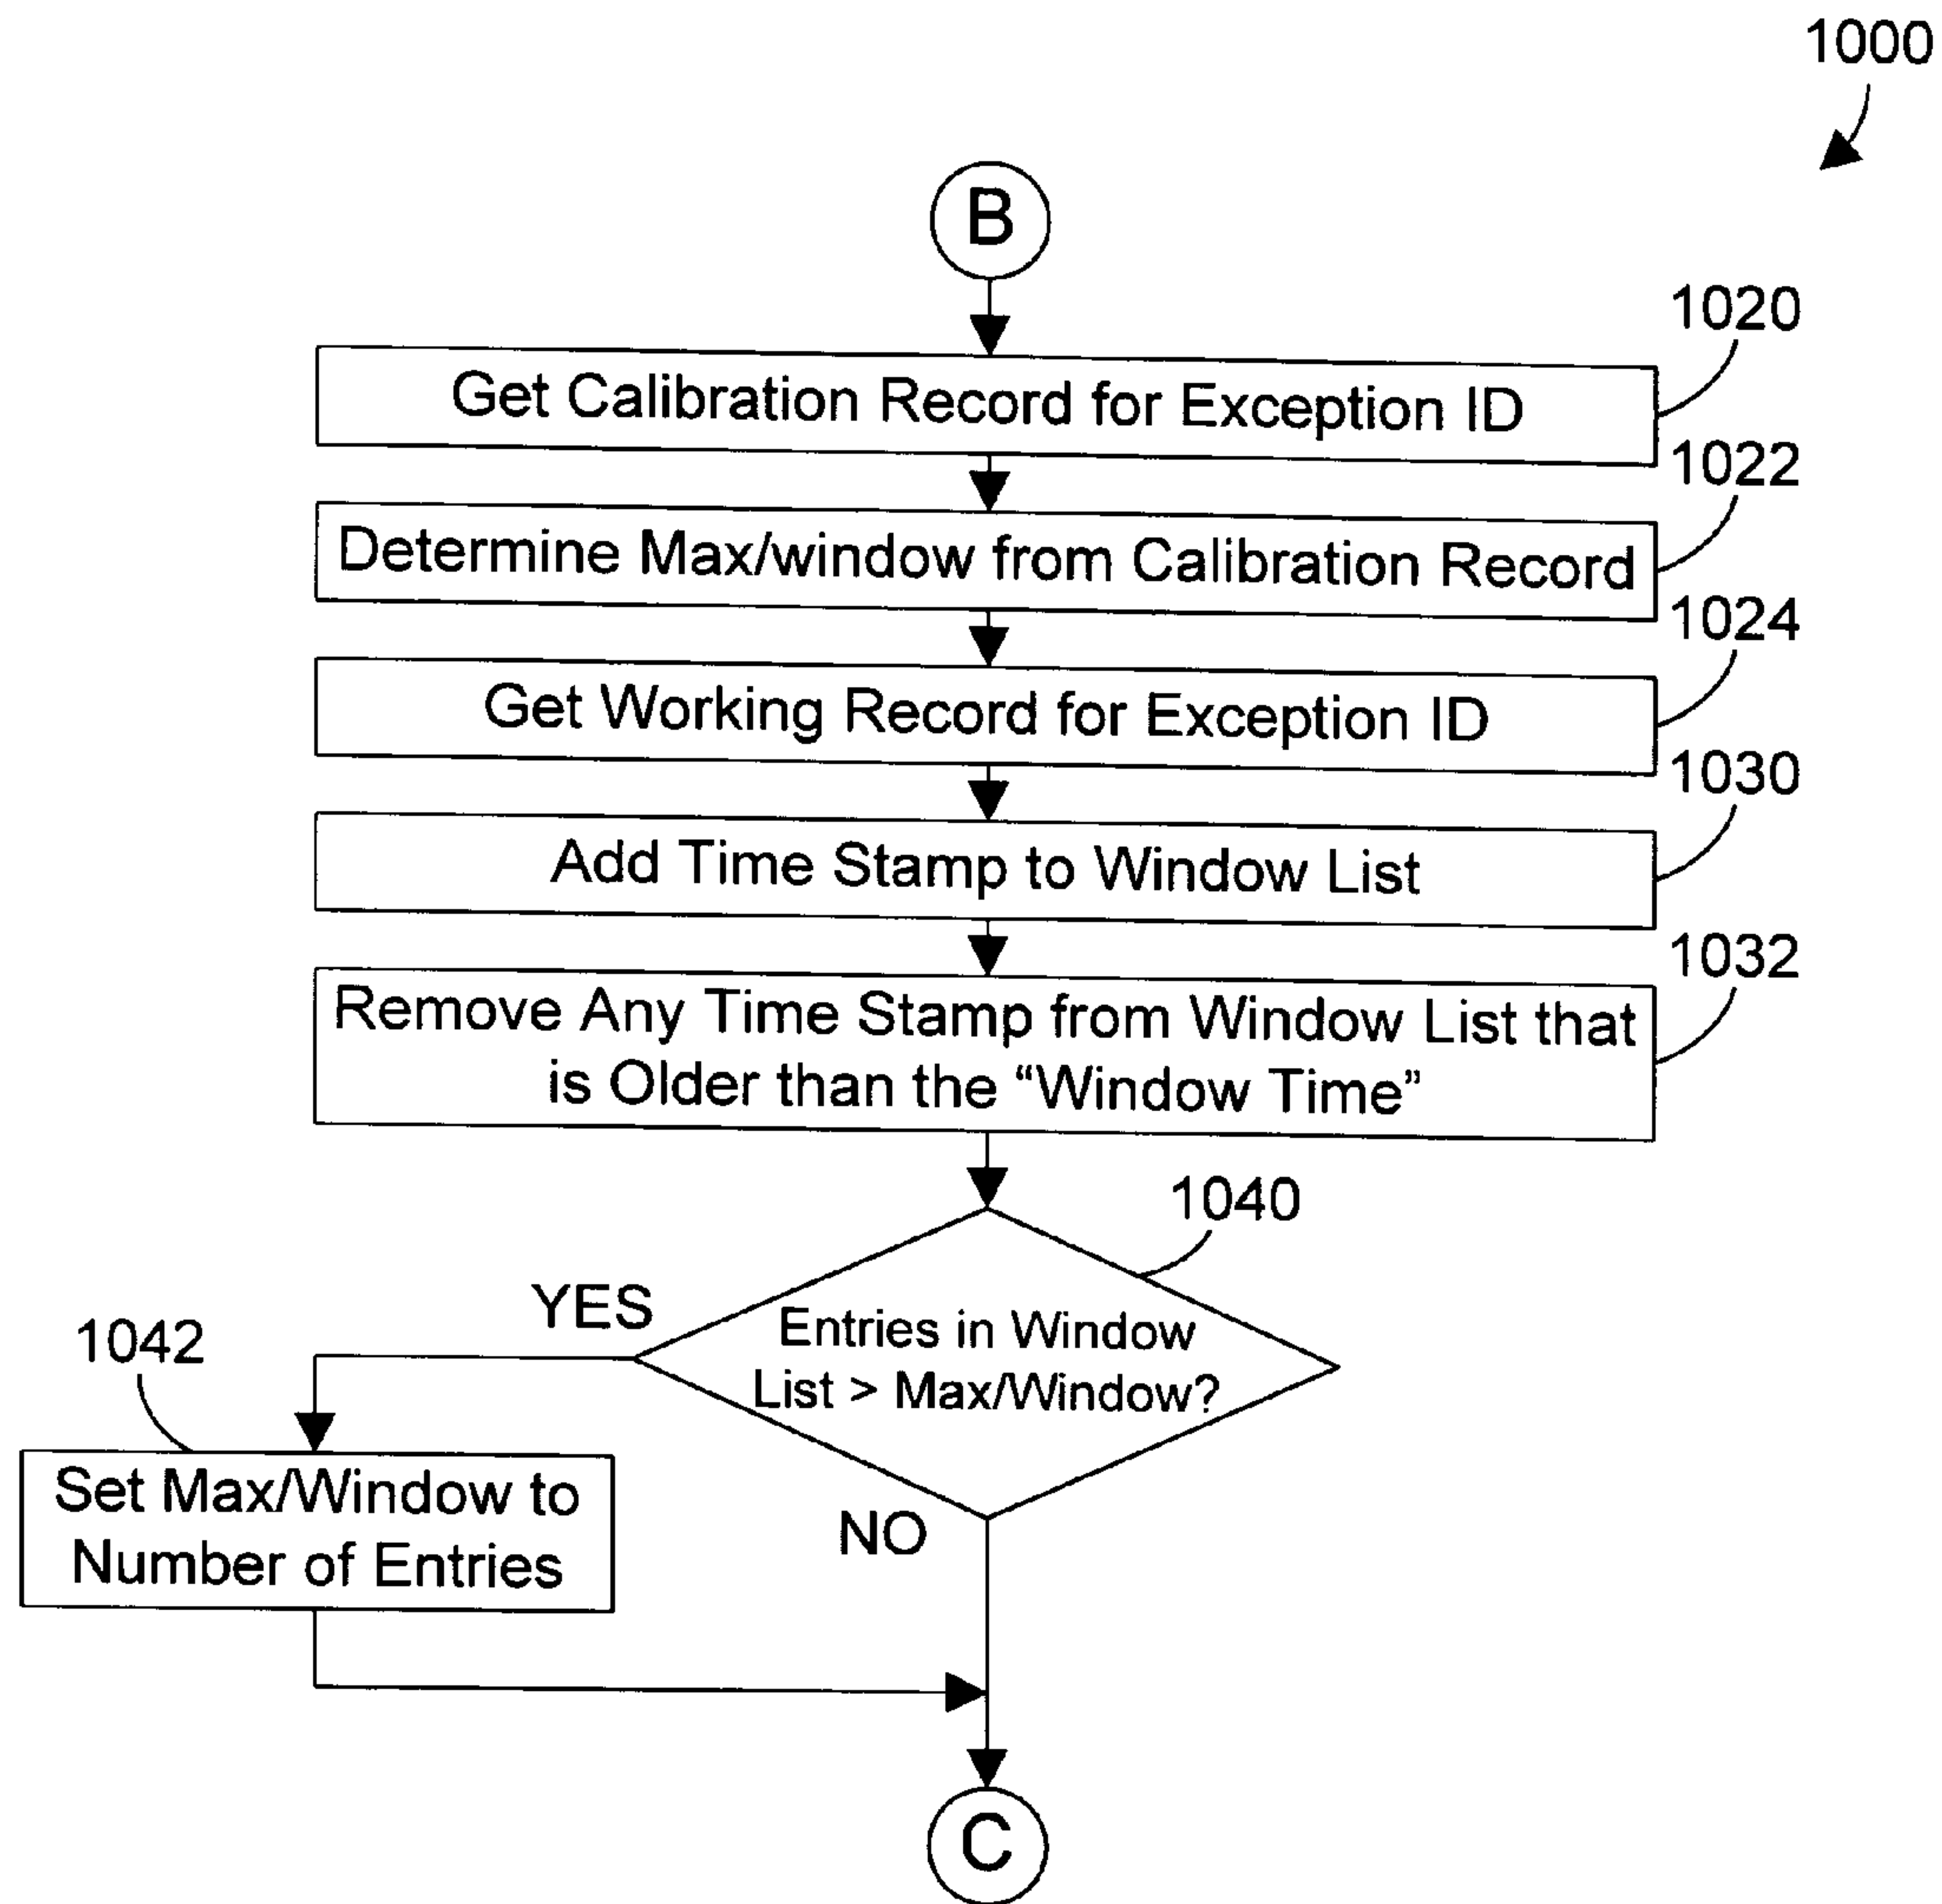 1000
B
1020
Get Calibration Record for Exception ID
1022
Determine Max/window from Calibration Record
1024
Get Working Record for Exception ID
1030
Add Time Stamp to Window List
1032
Remove Any Time Stamp from Window List that
is Older than the “Window Time”
1040
YES
Entries in Window
List > Max/Window?
1042
Set Max/Window to
Number of Entries
NO
C